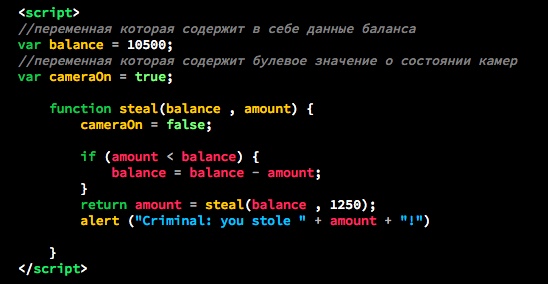 <script>
//переменная которая содержит в себе данные баланса
var balance = 10500;
//переменная которая содержит булевое значение о состоянии камер
var cameraOn = true;
function steal(balance , amount) {
cameraOn = false;
if (amount < balance) {
balance = balance - amount;
}
return amount = steal(balance , 1250);
alert ("Criminal: you stole " + amount + "!")
}
</script>